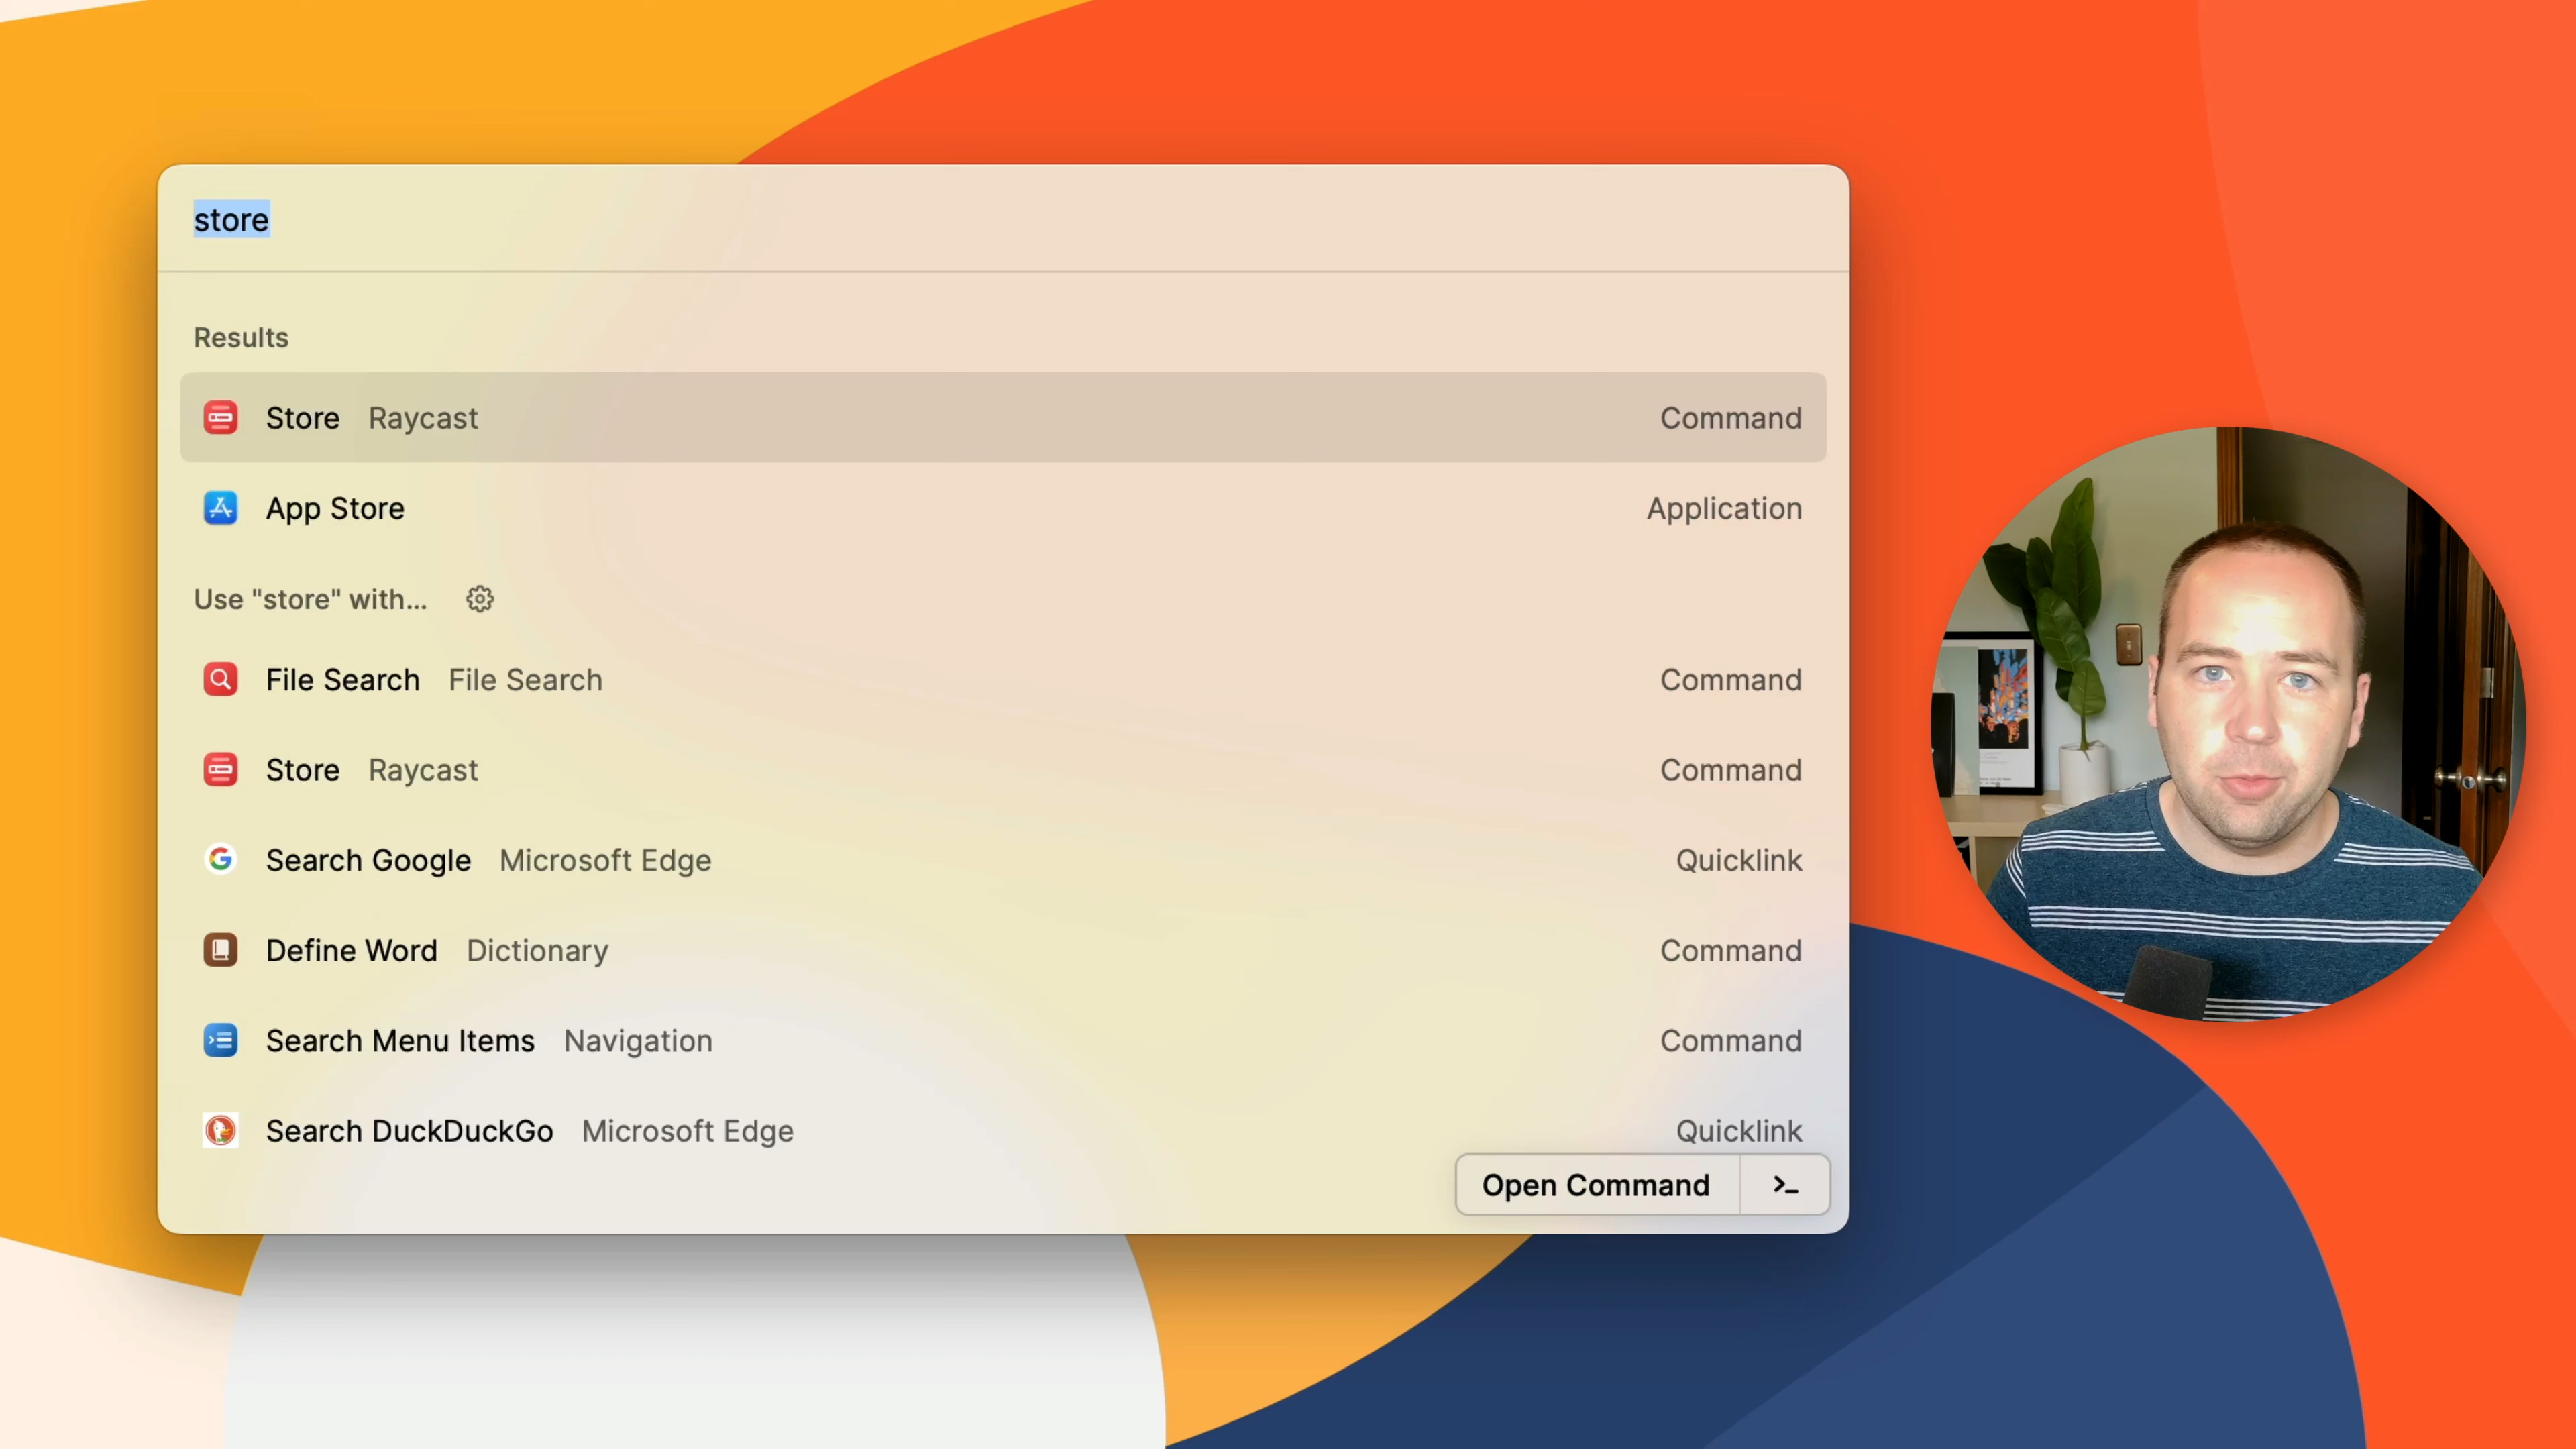 store
Results
Store Raycast Command
App Store Application
Use "store" with...
File Search File Search Command
Store Raycast Command
Search Google Microsoft Edge Quicklink
Define Word Dictionary Command
Search Menu Items Navigation Command
Search DuckDuckGo Microsoft Edge Quicklink
Open Command >_